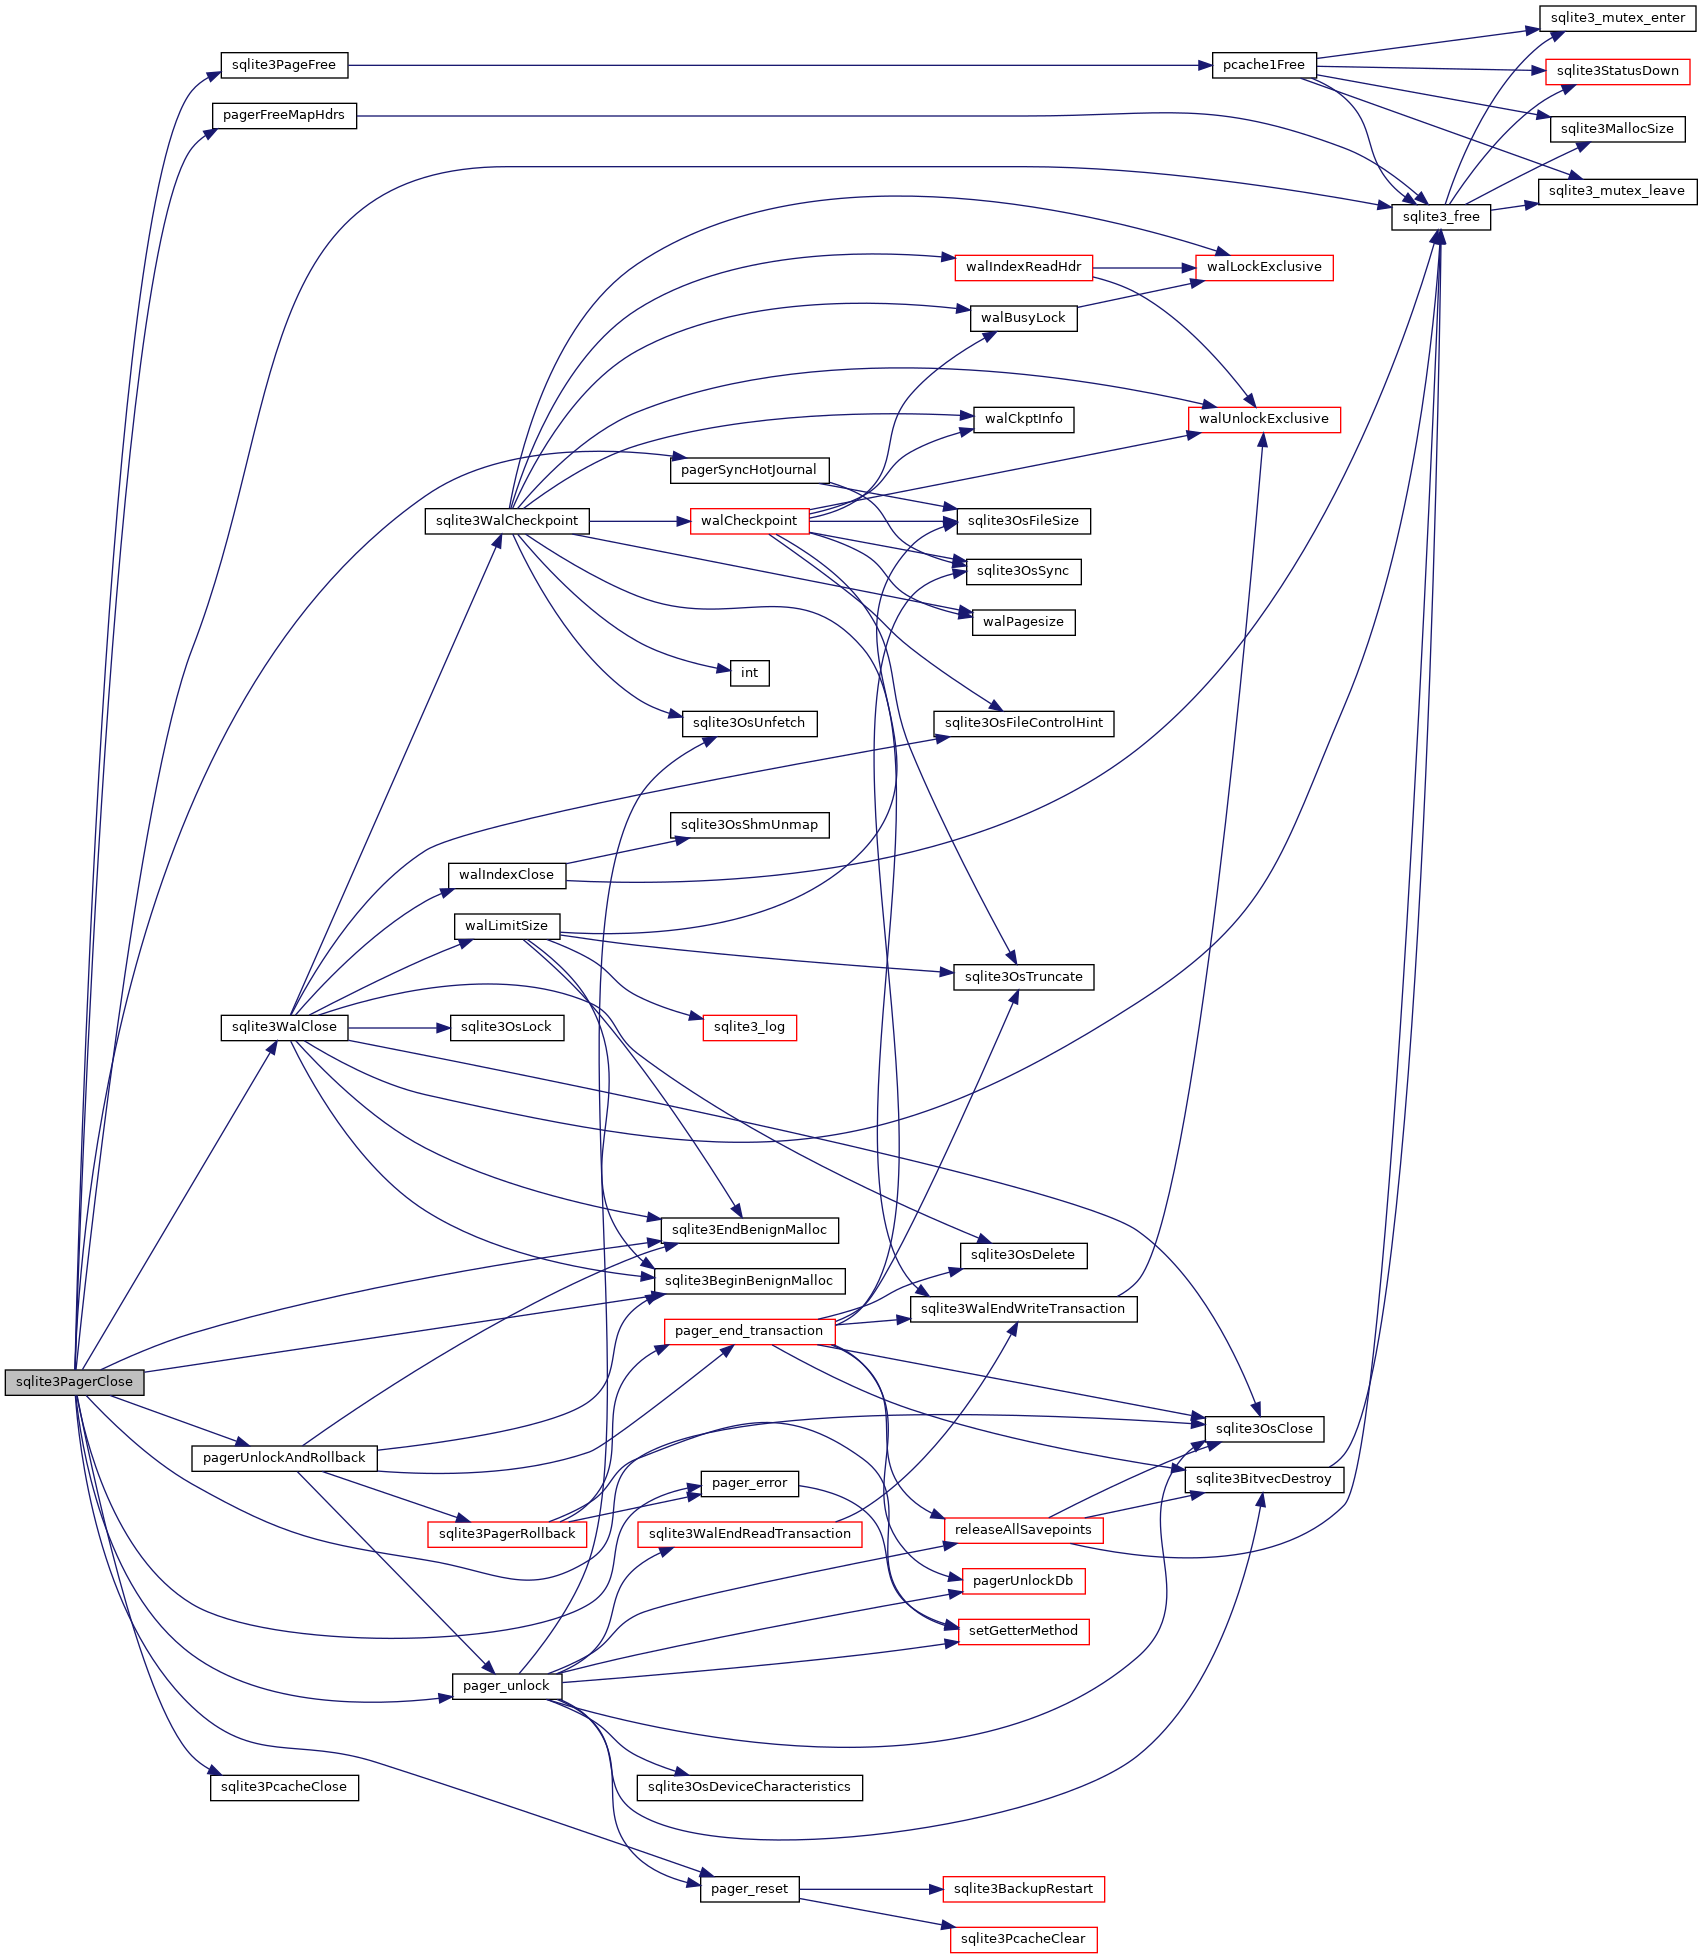 sqlite3_mutex_enter
sqlite3PageFree
pcache1Free
sqlite3StatusDown
pagerFreeMapHdrs
sqlite3MallocSize
sqlite3_mutex_leave
sqlite3_free
walIndexReadHdr
walLockExclusive
walBusyLock
walCkptInfo
walUnlockExclusive
pagerSyncHotJournal
sqlite3WalCheckpoint
walCheckpoint
sqlite3OsFileSize
sqlite3OsSync
walPagesize
int
sqlite3OsUnfetch
sqlite3OsFileControlHint
sqlite3OsShmUnmap
walIndexClose
walLimitSize
sqlite3OsTruncate
sqlite3WalClose
sqlite3OsLock
sqlite3_log
sqlite3EndBenignMalloc
sqlite3OsDelete
sqlite3BeginBenignMalloc
sqlite3WalEndWriteTransaction
pager_end_transaction
sqlite3PagerClose
sqlite3OsClose
pagerUnlockAndRollback
pager_error
sqlite3BitvecDestroy
sqlite3PagerRollback
sqlite3WalEndReadTransaction
releaseAllSavepoints
pagerUnlockDb
setGetterMethod
pager_unlock
sqlite3PcacheClose
sqlite3OsDeviceCharacteristics
pager_reset
sqlite3BackupRestart
sqlite3PcacheClear